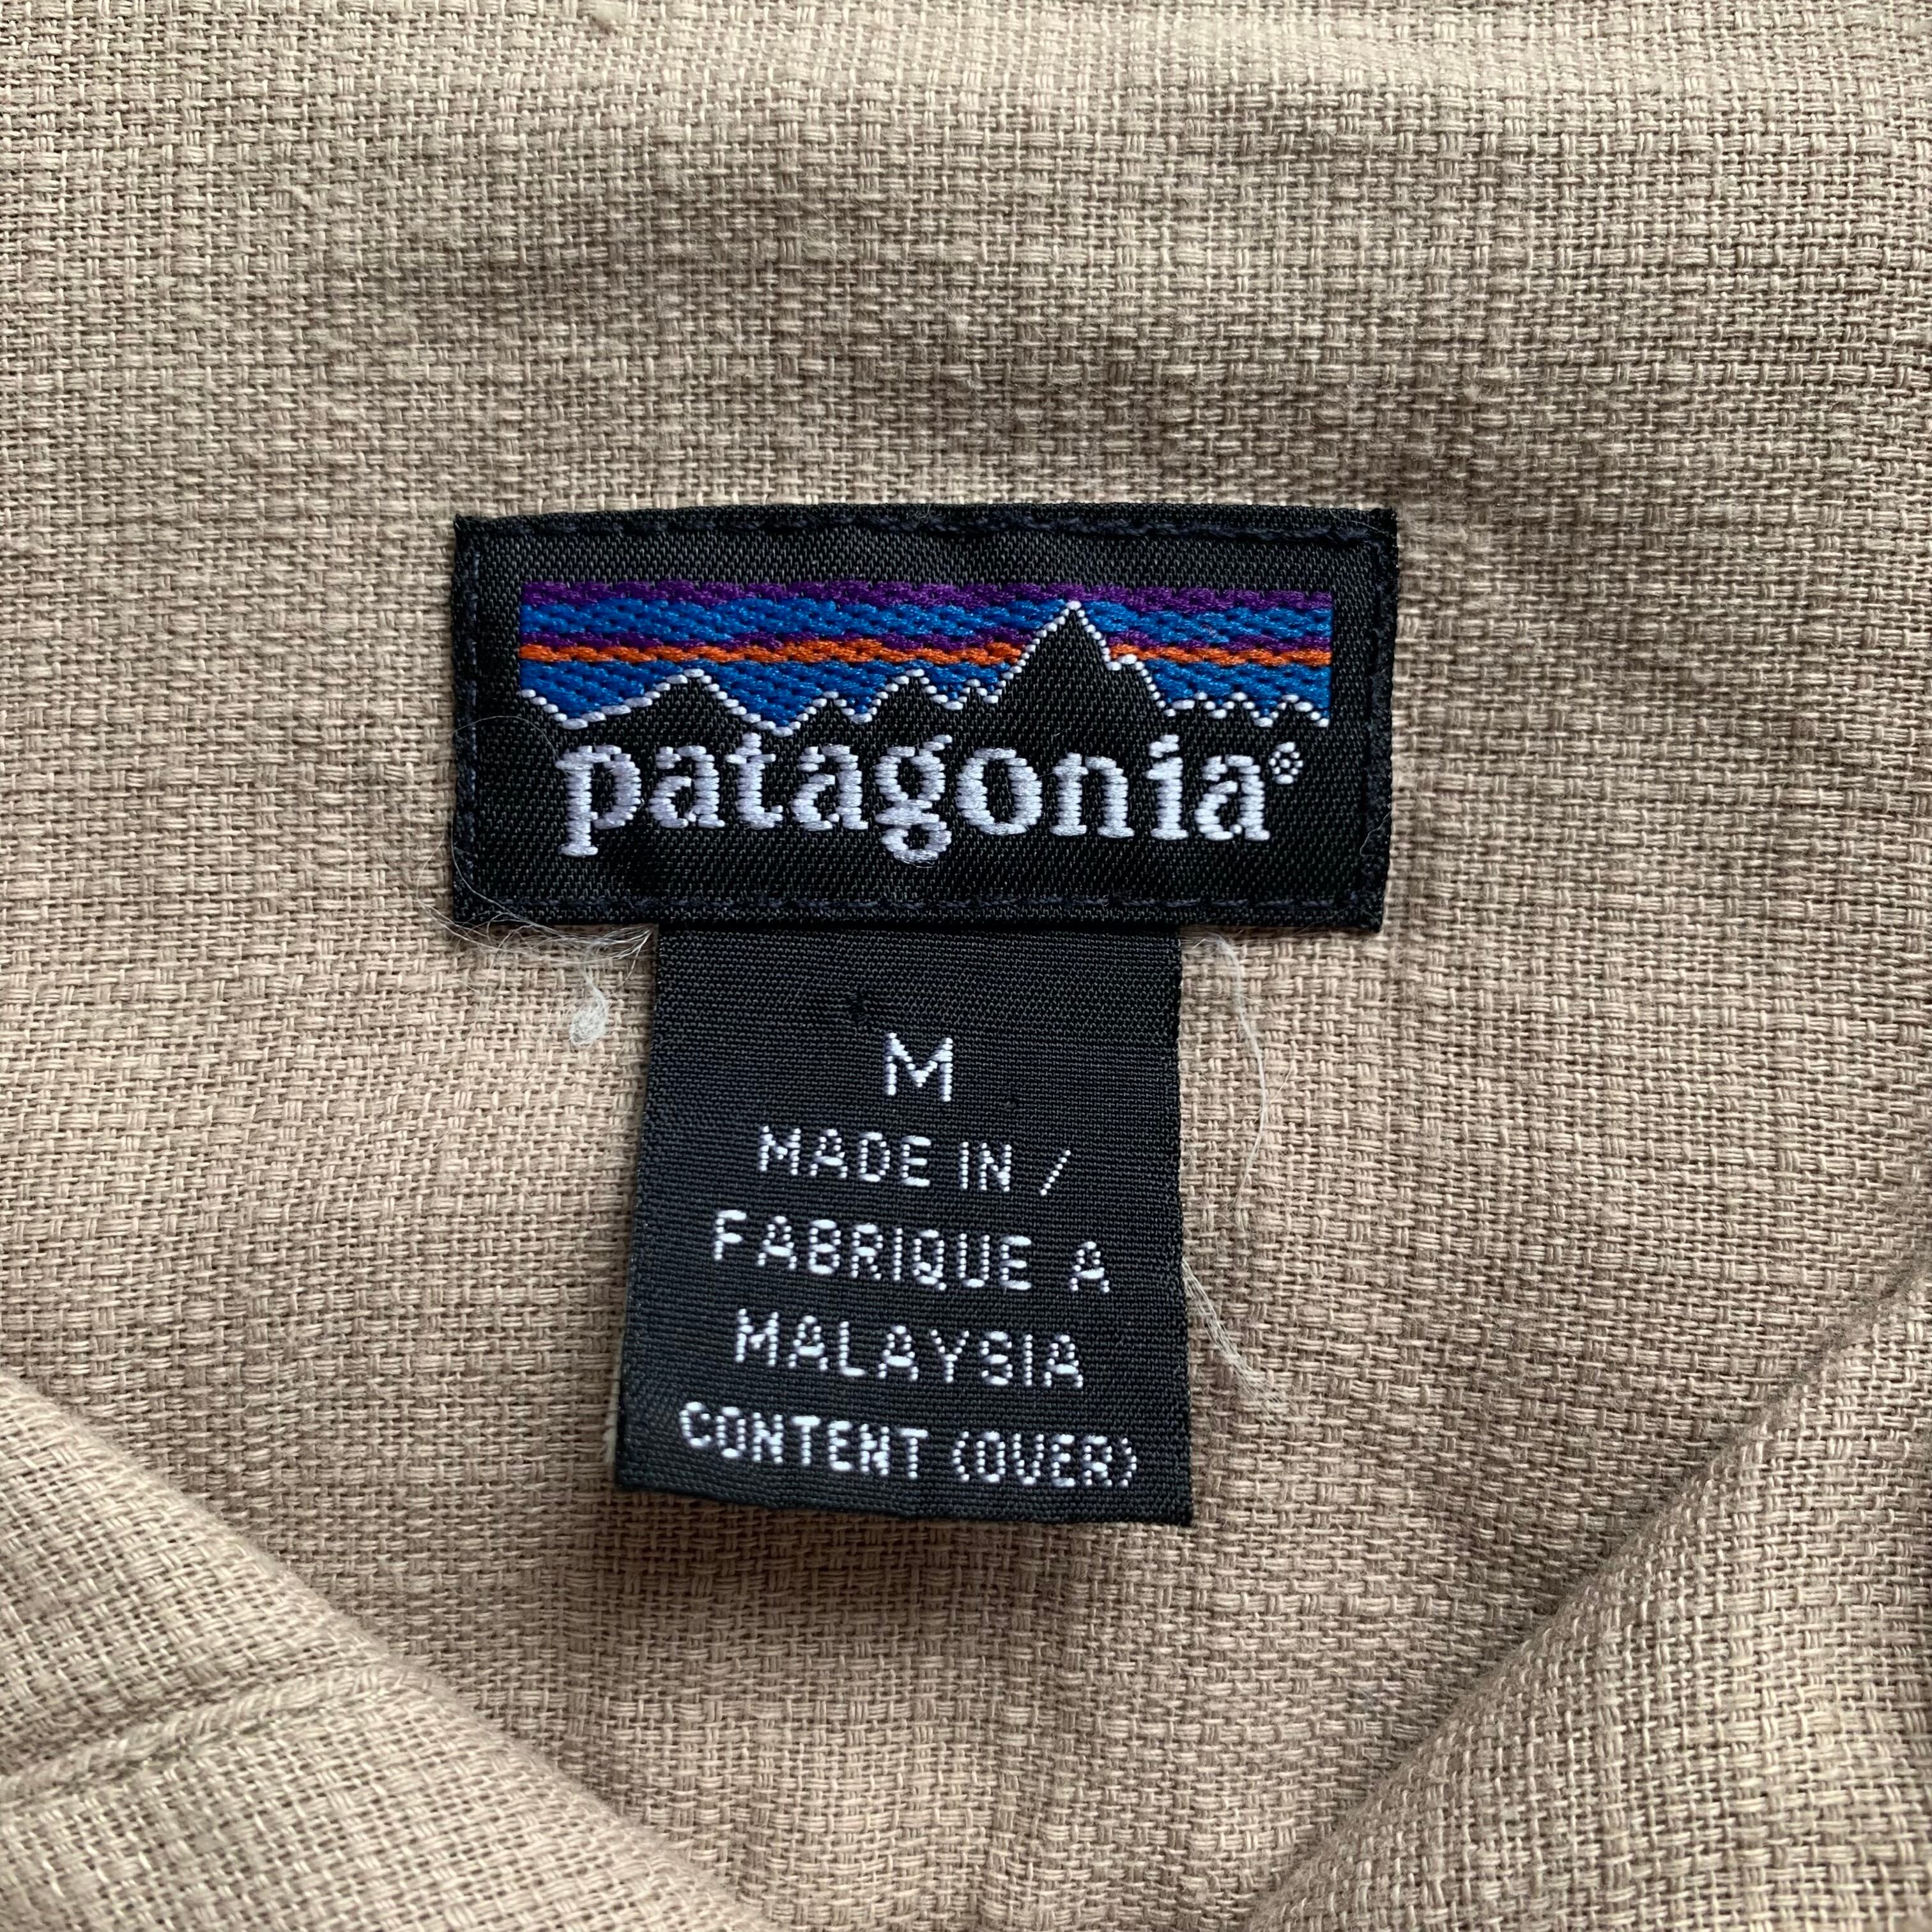 patagonia®
M
MADE IN /
FABRIQUE A
MALAYSIA
CONTENT (OVER)